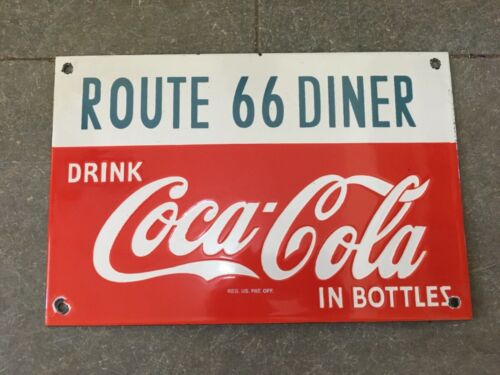 ROUTE 66 DINER
DRINK
Coca-Cola
REG. US. PAT. OFF.
IN BOTTLES